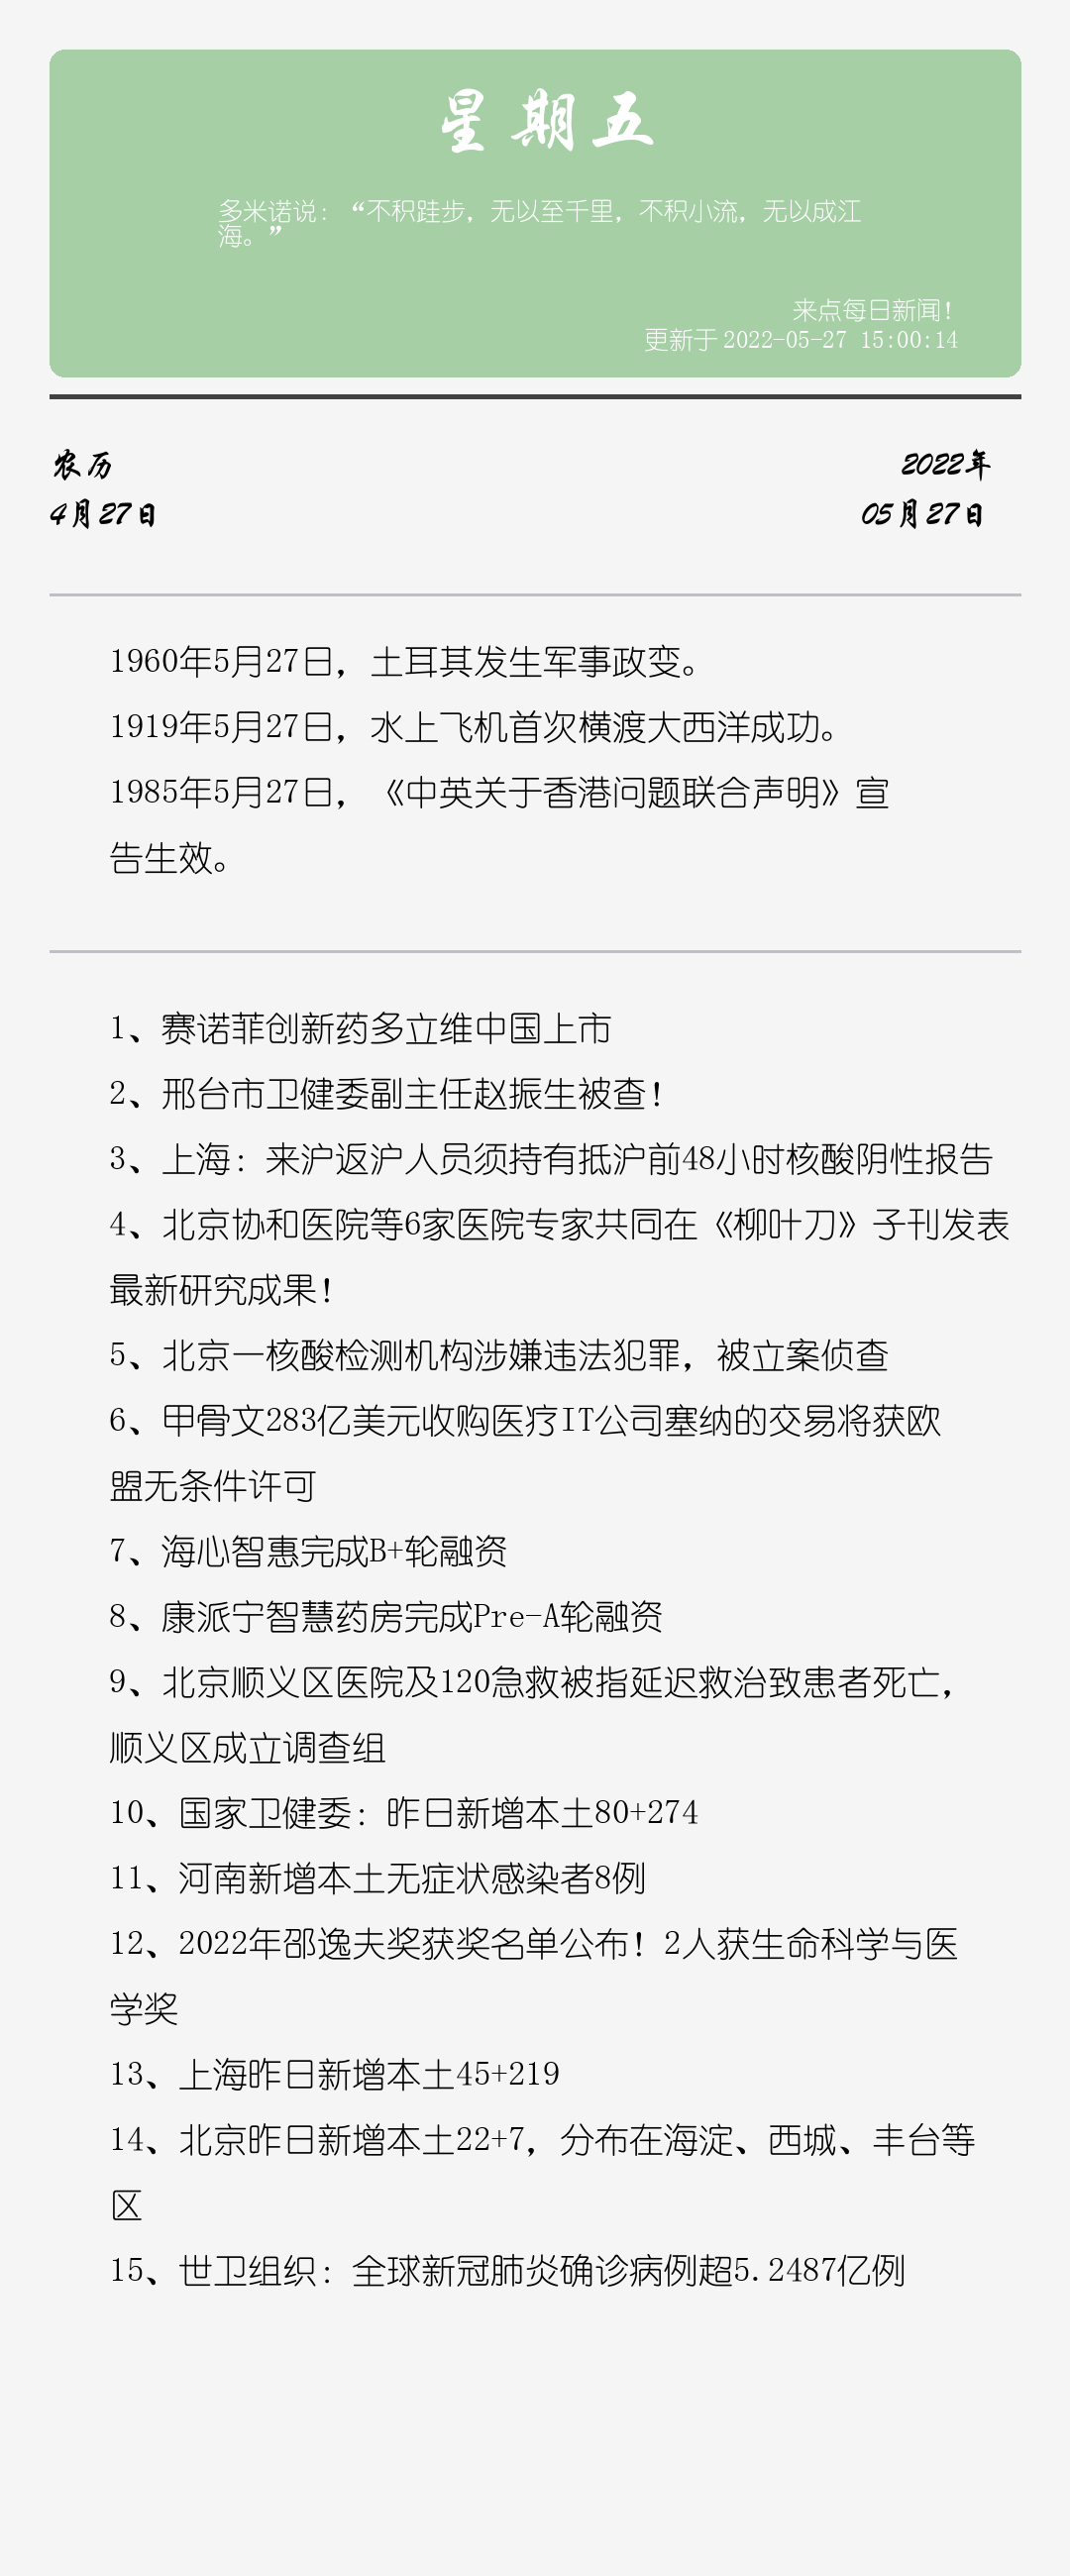 星期五
多米诺说：“不积跬步，无以至千里，不积小流，无以成江
海。”
来点每日新闻！
更新于 2022-05-27 15:00:14
农历
2022年
4月27日
05月27日
1960年5月27日，土耳其发生军事政变。
1919年5月27日，水上飞机首次横渡大西洋成功。
1985年5月27日，《中英关于香港问题联合声明》宣
告生效。
1、赛诺菲创新药多立维中国上市
2、邢台市卫健委副主任赵振生被查！
3、上海：来沪返沪人员须持有抵沪前48小时核酸阴性报告
4、北京协和医院等6家医院专家共同在《柳叶刀》子刊发表
最新研究成果！
5、北京一核酸检测机构涉嫌违法犯罪，被立案侦查
6、甲骨文283亿美元收购医疗IT公司塞纳的交易将获欧
盟无条件许可
7、海心智惠完成B+轮融资
8、康派宁智慧药房完成Pre-A轮融资
9、北京顺义区医院及120急救被指延迟救治致患者死亡，
顺义区成立调查组
10、国家卫健委：昨日新增本土80+274
11、河南新增本土无症状感染者8例
12、2022年邵逸夫奖获奖名单公布！2人获生命科学与医
学奖
13、上海昨日新增本土45+219
14、北京昨日新增本土22+7，分布在海淀、西城、丰台等
区
15、世卫组织：全球新冠肺炎确诊病例超5.2487亿例